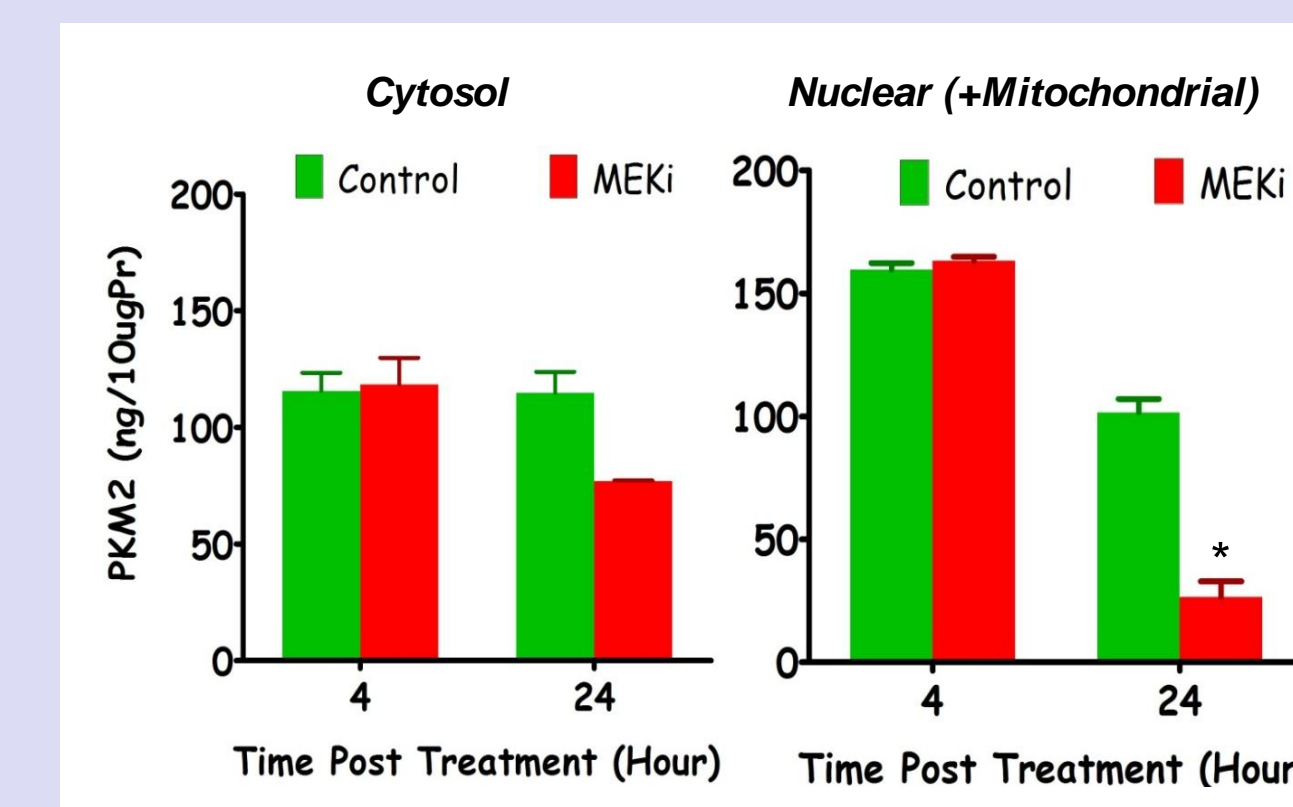 Cytosol
Control
MEKi
200
150
100
50
0
PKM2 (ng/10ugPr)
4
24
Time Post Treatment (Hour)
Nuclear (+Mitochondrial)
Control
MEKi
200
150
100
50
0
*
4
24
Time Post Treatment (Hour